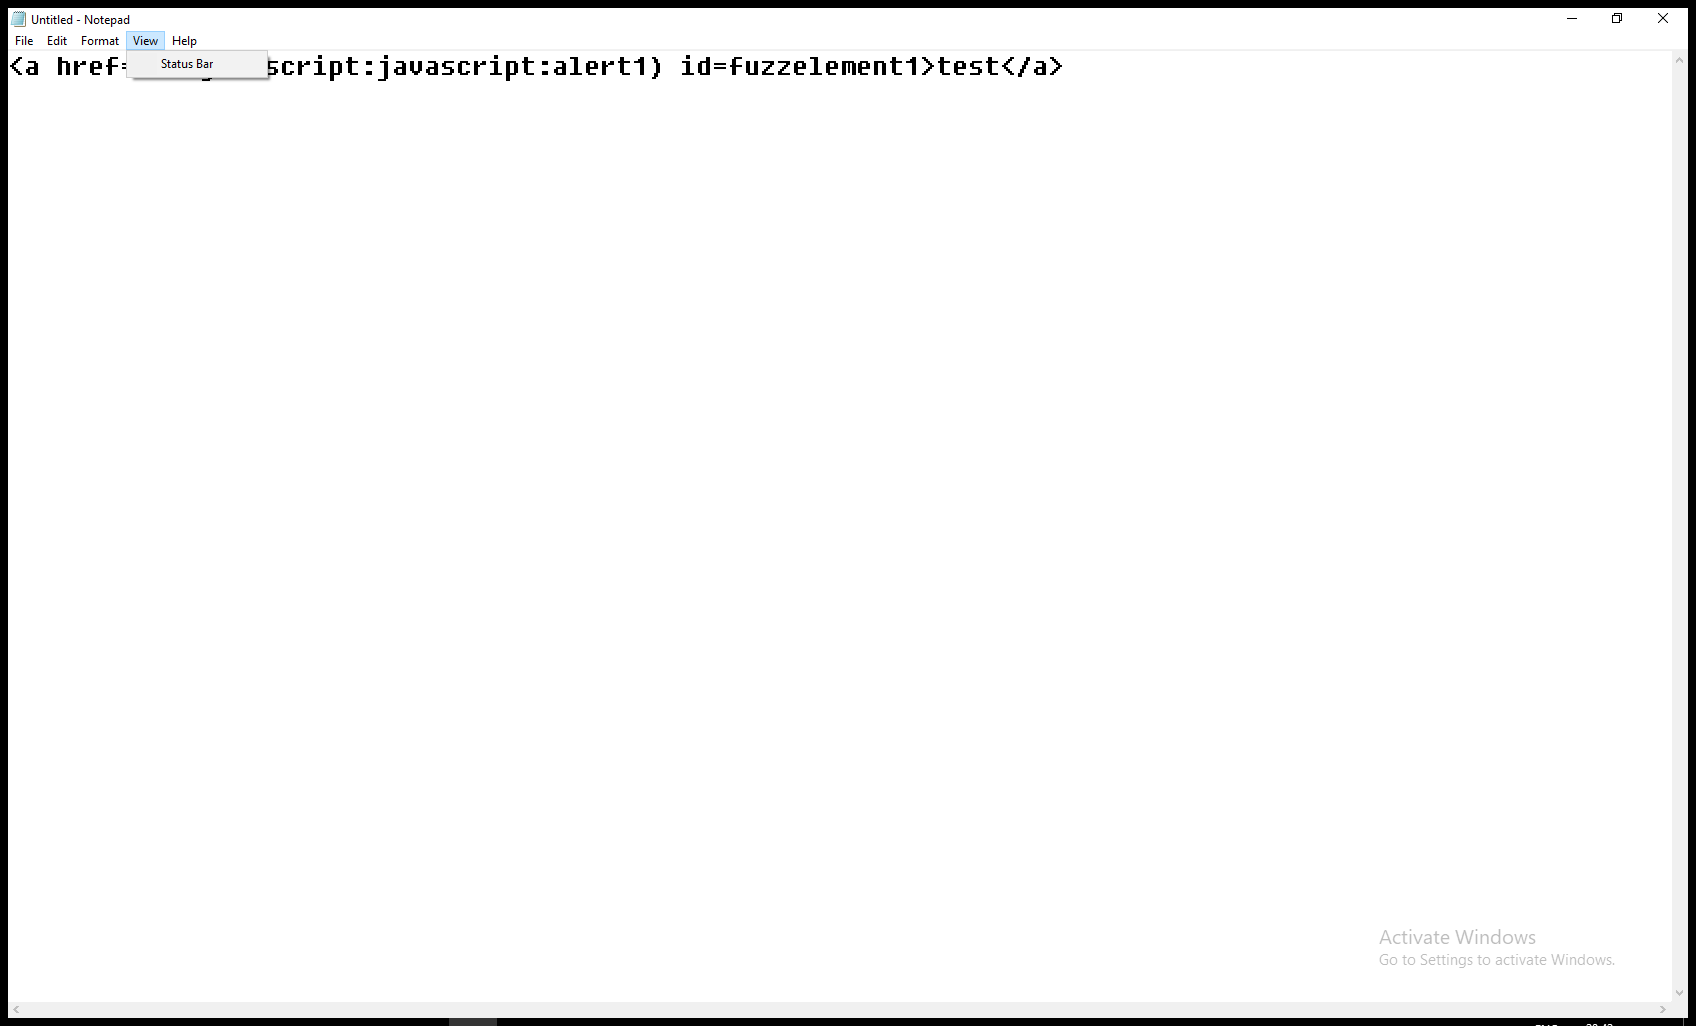 Untitled - Notepad
File Edit Format View Help
Status Bar
<a href= script:javascript:alert1) id=fuzzelement1>test</a>
Activate Windows
Go to Settings to activate Windows.